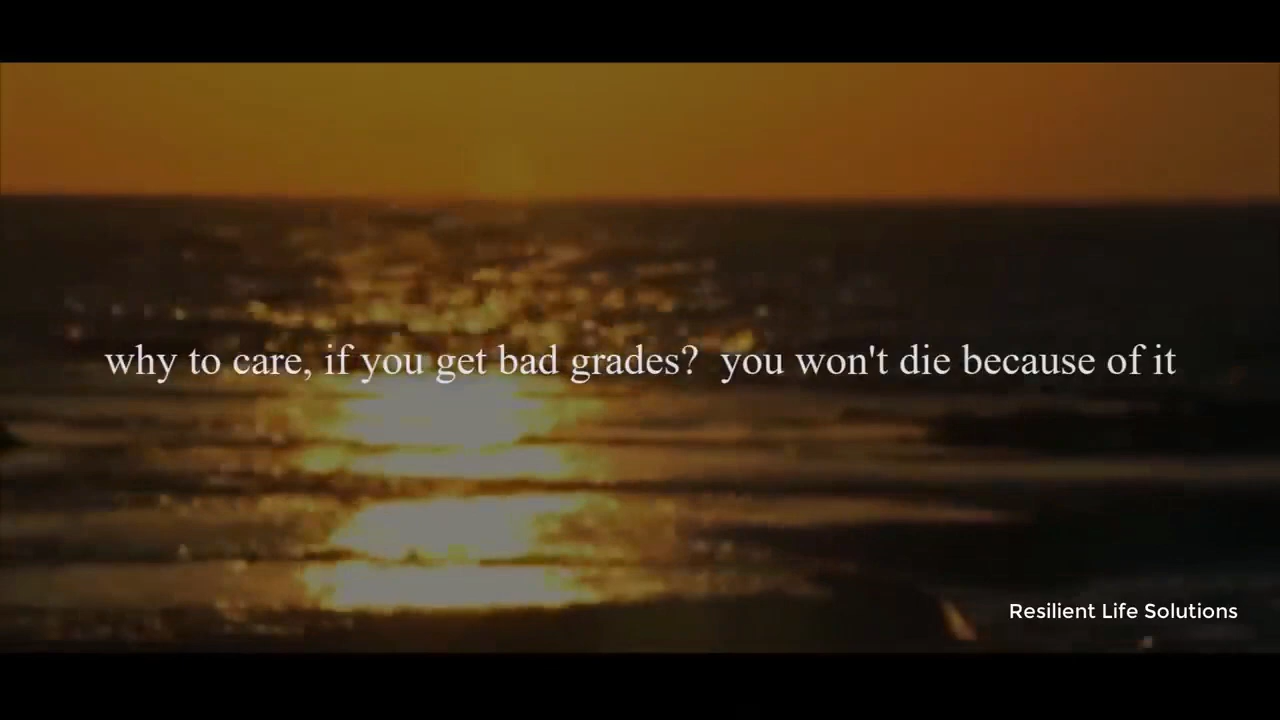 why to care, if you get bad grades?  you won't die because of it
Resilient Life Solutions